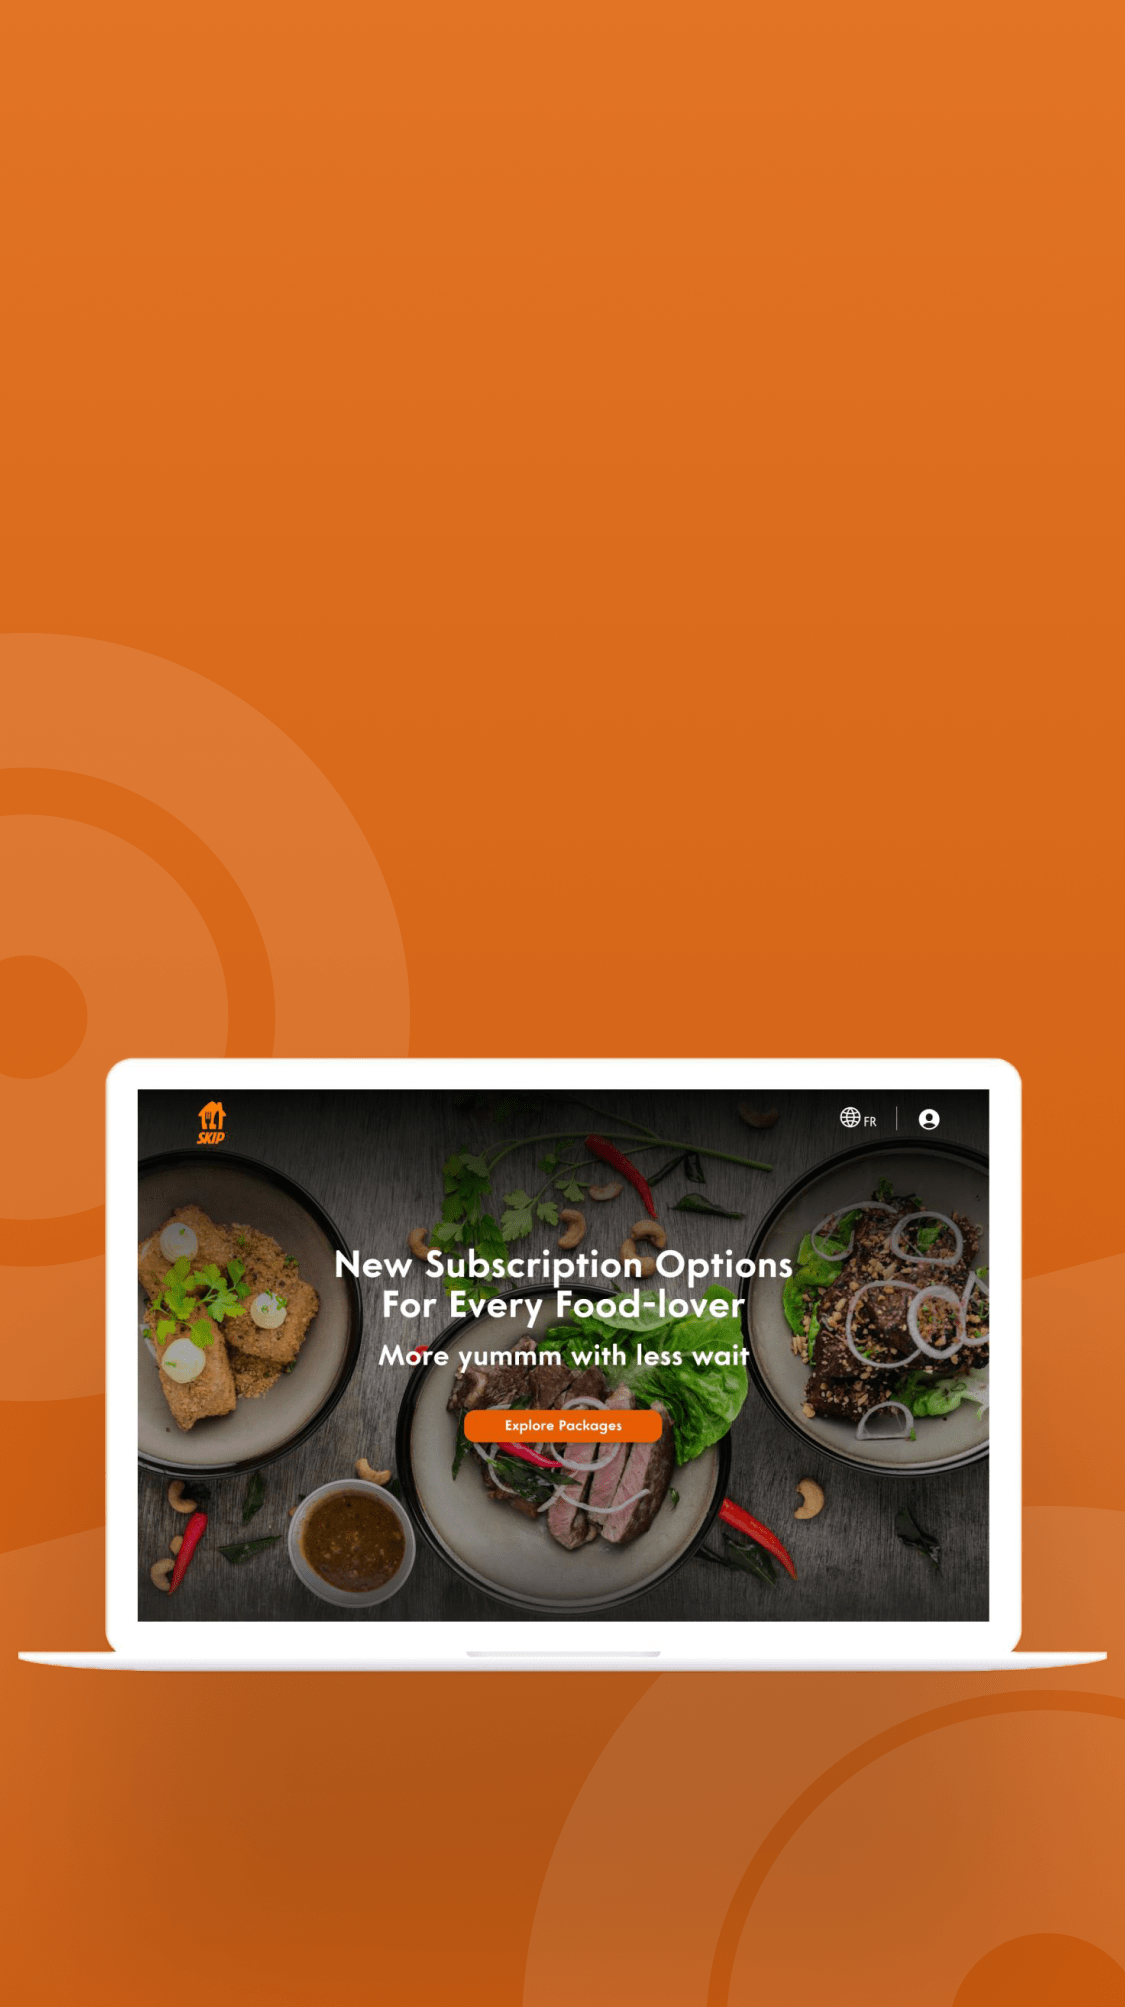 SKIP
FR
New Subscription Options
For Every Food-lover
More yummm with less wait
Explore Packages